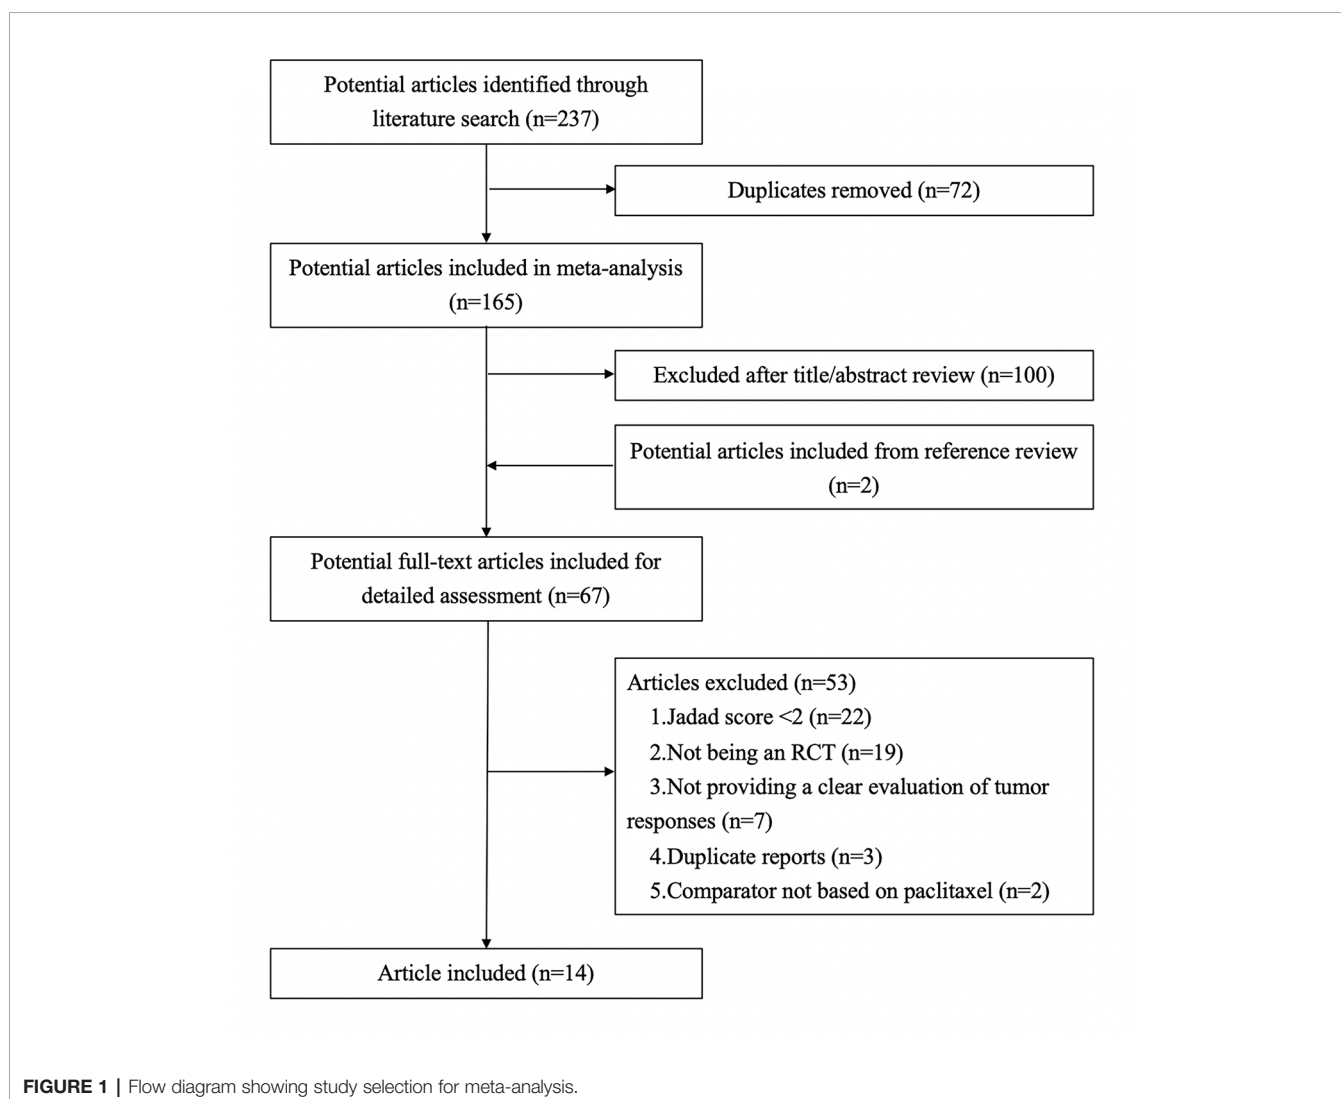 Potential articles identified through
literature search (n=237)
Duplicates removed (n=72)
Potential articles included in meta-analysis
(n=165)
Excluded after title/abstract review (n=100)
Potential articles included from reference review
(n=2)
Potential full-text articles included for
detailed assessment (n=67)
Articles excluded (n=53)
1.Jadad score <2 (n=22)
2.Not being an RCT (n=19)
3.Not providing a clear evaluation of tumor
responses (n=7)
4.Duplicate reports (n=3)
5.Comparator not based on paclitaxel (n=2)
Article included (n=14)
FIGURE 1 | Flow diagram showing study selection for meta-analysis.